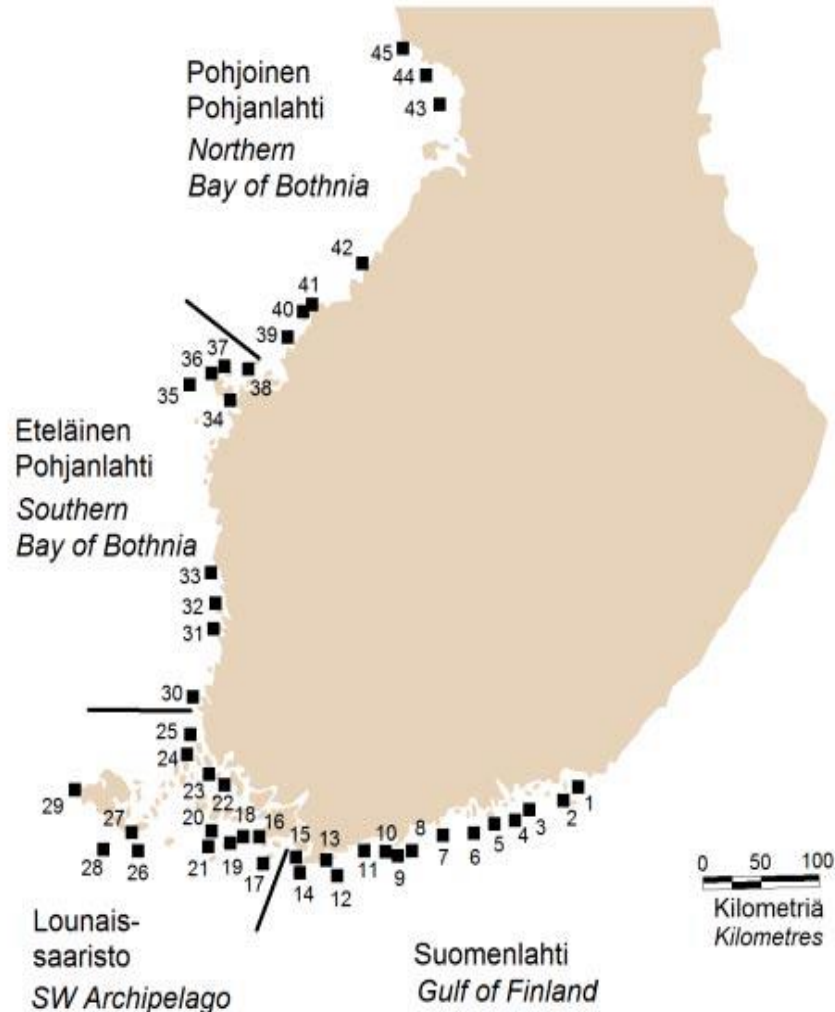 45
44
43
Pohjoinen
Pohjanlahti
Northern
Bay of Bothnia
42
41
40
39
37
36
38
35
34
Eteläinen
Pohjanlahti
Southern
Bay of Bothnia
33
32
31
30
25
24
23
22
29
27
20
18
16
21
19
17
28
26
15
13
14
12
11
10
9
8
7
6
5
4
3
2
1
0 50 100
Kilometriä
Kilometres
Lounais-
saaristo
SW Archipelago
Suomenlahti
Gulf of Finland